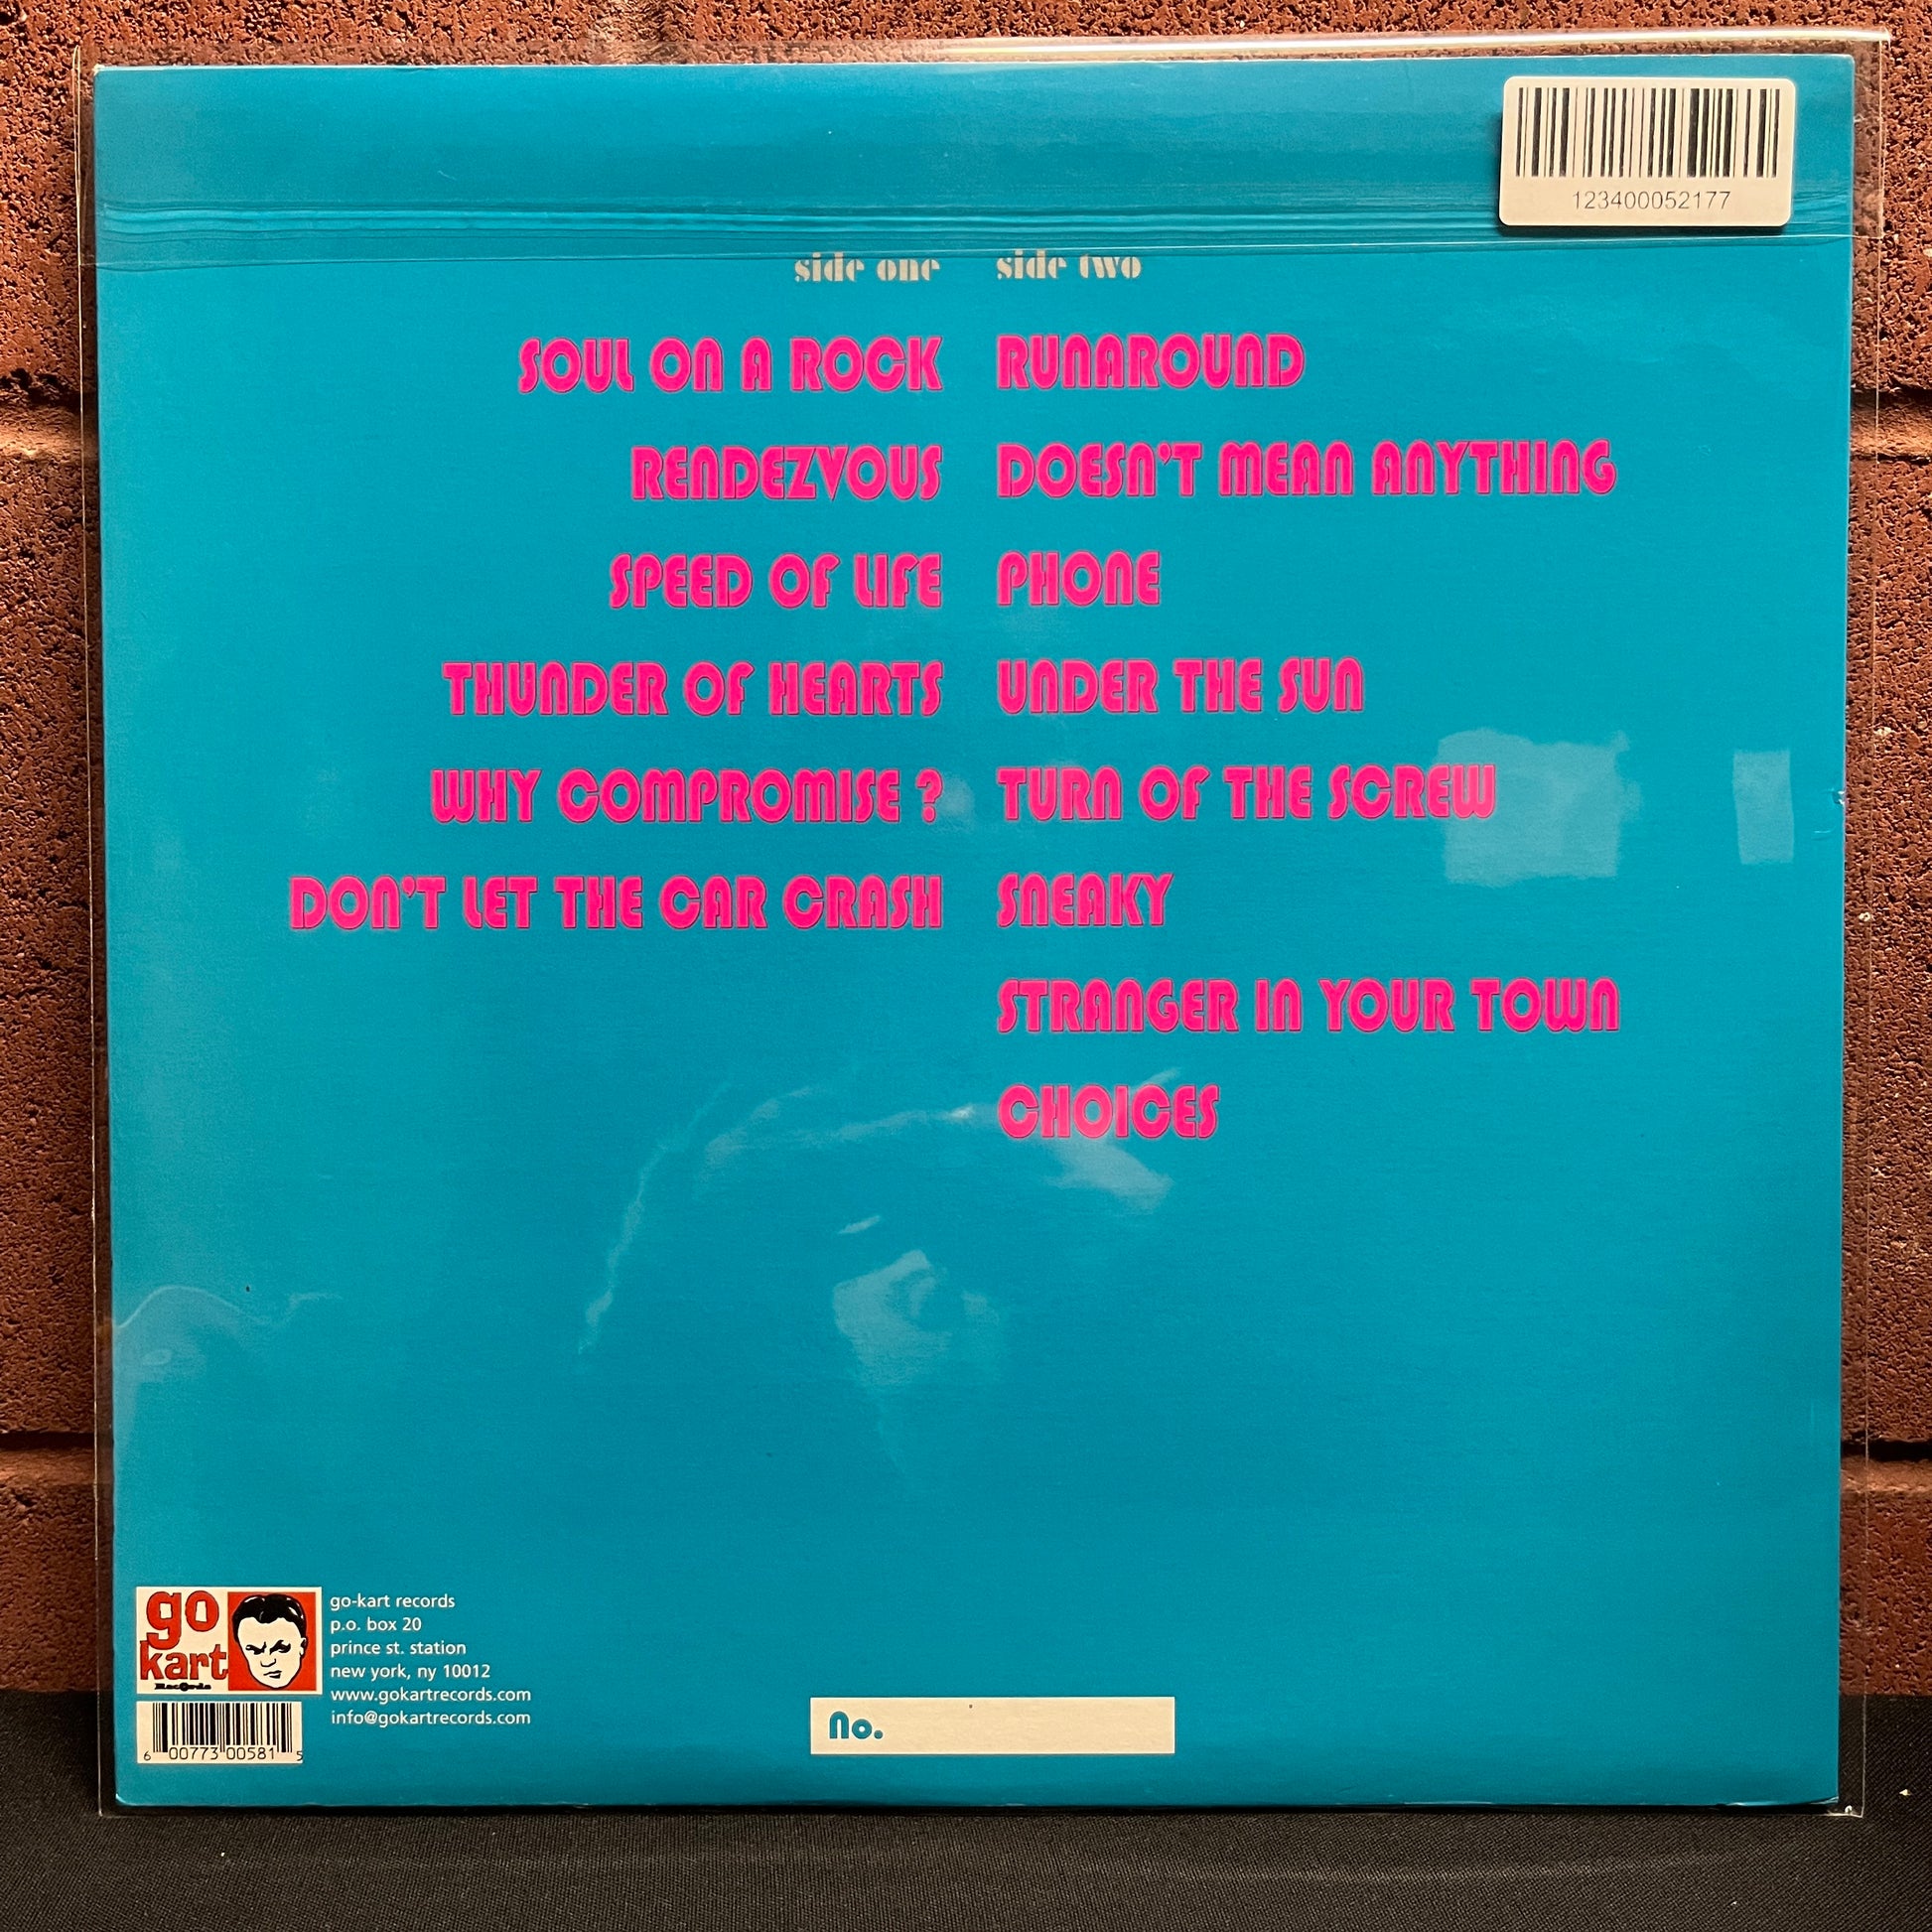 123400052177
side one
SOUL ON A ROCK
RENDEZVOUS
SPEED OF LIFE
THUNDER OF HEARTS
WHY COMPROMISE ?
DON'T LET THE CAR CRASH
side two
RUNAROUND
DOESN'T MEAN ANYTHING
PHONE
UNDER THE SUN
TURN OF THE SCREW
SNEAKY
STRANGER IN YOUR TOWN
CHOICES
go
kart
Records
go-kart records
p.o. box 20
prince st. station
new york, ny 10012
www.gokartrecords.com
info@gokartrecords.com
6 00773 00581 5
No.